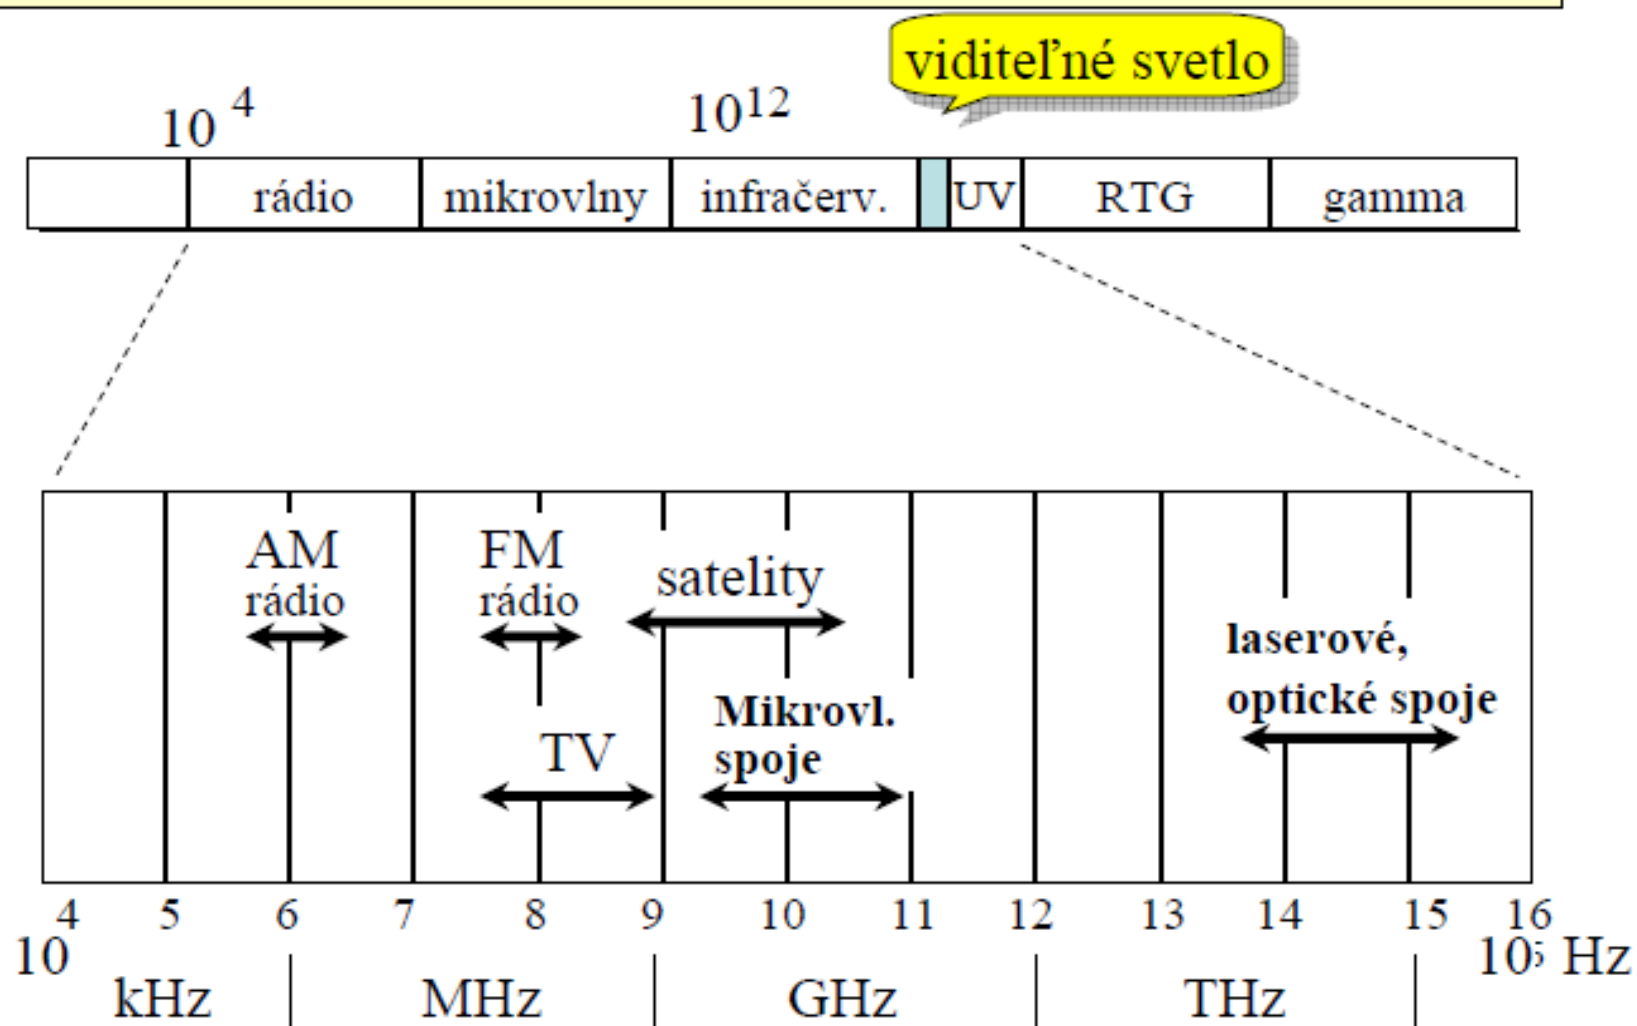 viditeľné svetlo
10 4
10 12
rádio mikrovlny infračerv. UV RTG gamma
AM
rádio
FM
rádio
satelity
laserové,
optické spoje
Mikrovl.
spoje
TV
4 5 6 7 8 9 10 11 12 13 14 15 16
10 10 Hz
kHz MHz GHz THz